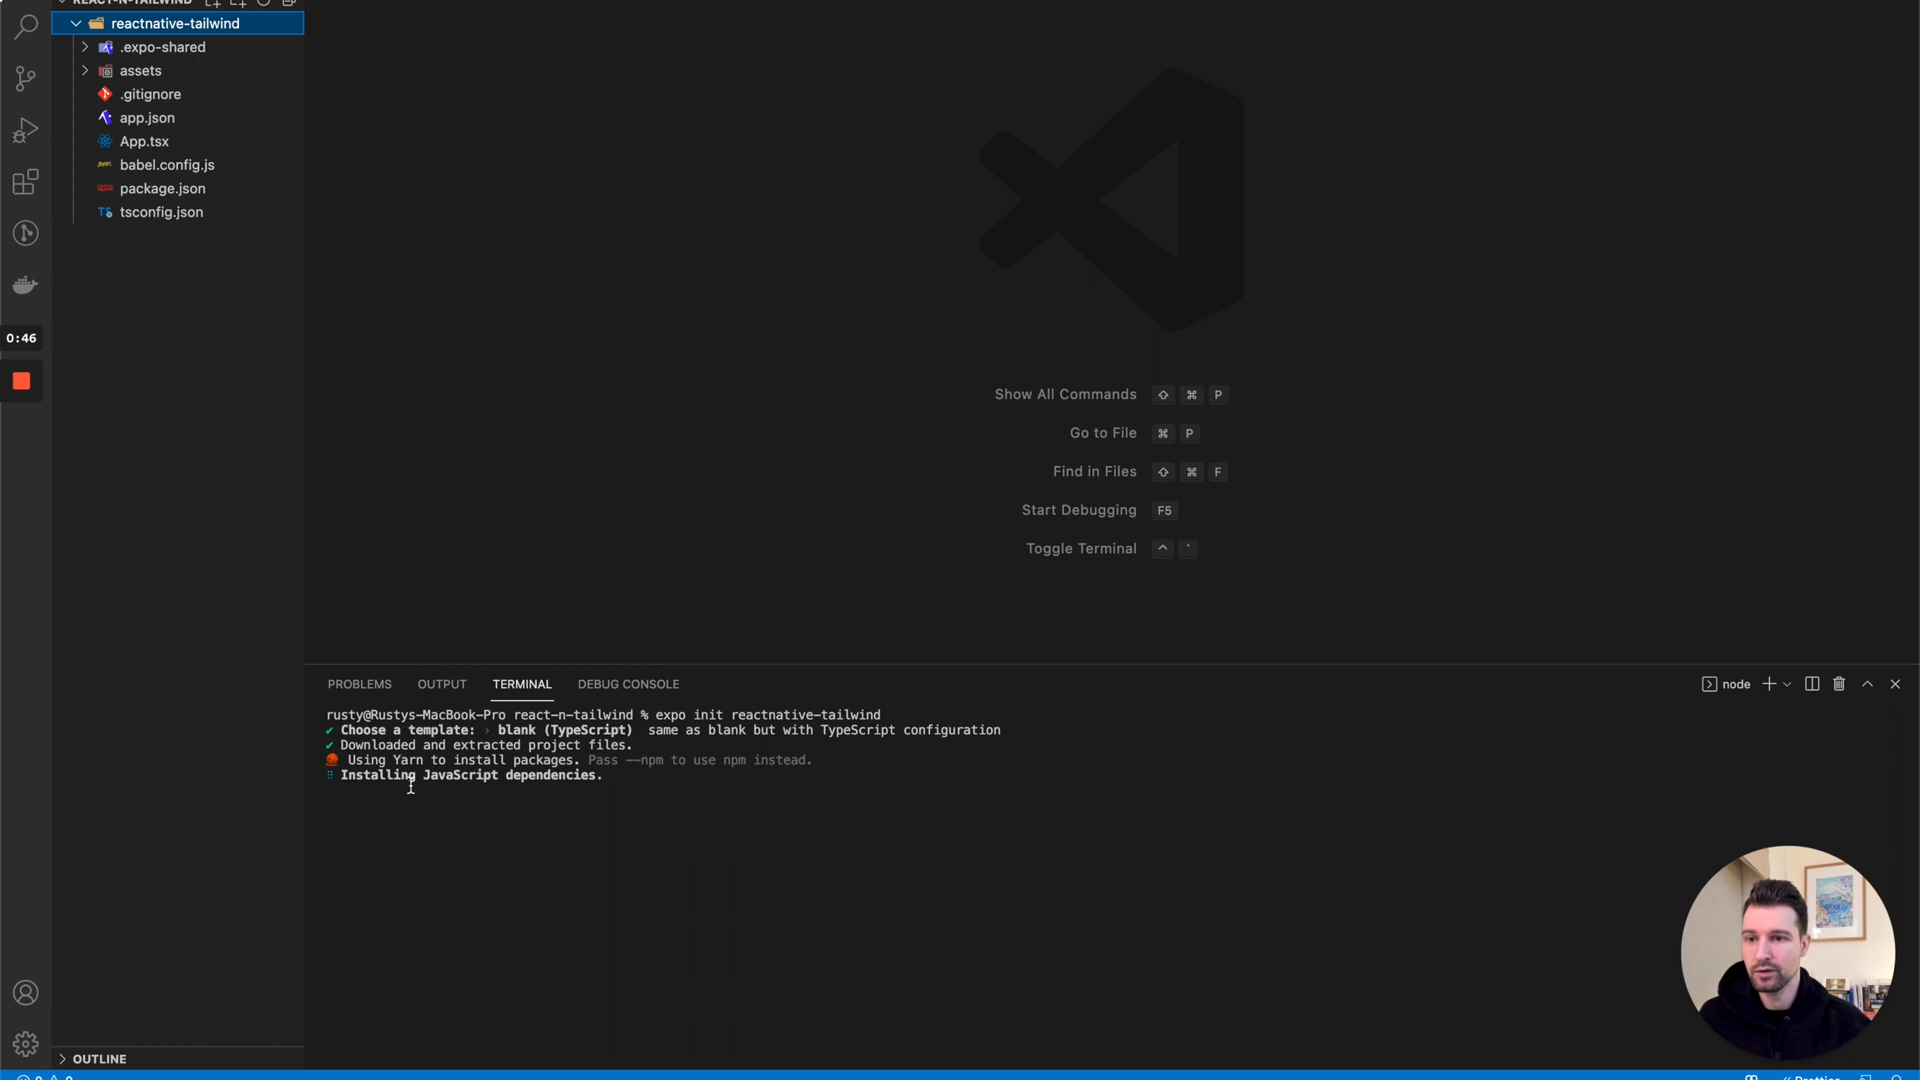 REACT-N-TAILWIND
reactnative-tailwind
.expo-shared
assets
.gitignore
app.json
App.tsx
babel.config.js
package.json
TS tsconfig.json
0:46
Show All Commands ⇧ ⌘ P
Go to File ⌘ P
Find in Files ⇧ ⌘ F
Start Debugging F5
Toggle Terminal ^ `
PROBLEMS OUTPUT TERMINAL DEBUG CONSOLE
node
rusty@Rustys-MacBook-Pro react-n-tailwind % expo init reactnative-tailwind
✔ Choose a template: › blank (TypeScript) same as blank but with TypeScript configuration
✔ Downloaded and extracted project files.
🧶 Using Yarn to install packages. Pass --npm to use npm instead.
⠿ Installing JavaScript dependencies.
OUTLINE
Prettier